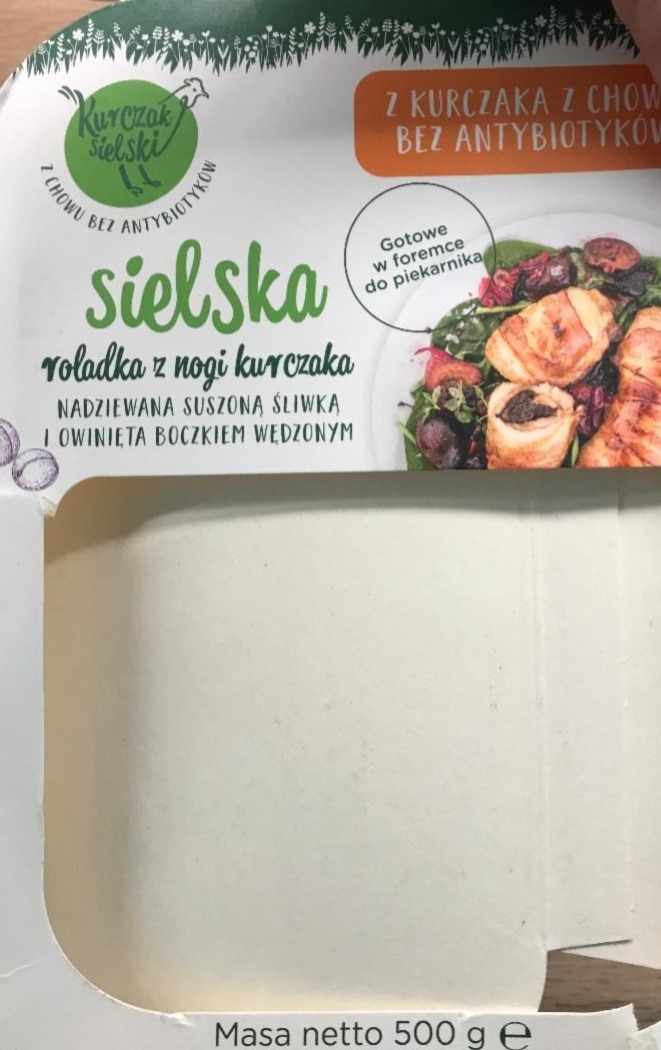 Kurczak
sielski
Z CHOWU BEZ ANTYBIOTYKÓW
Z KURCZAKA Z CHOW
BEZ ANTYBIOTYKÓW
Gotowe
w foremce
do piekarnika
sielska
roladka z nogi kurczaka
NADZIEWANA SUSZONĄ ŚLIWKĄ
I OWINIĘTA BOCZKIEM WĘDZONYM
Masa netto 500 g e